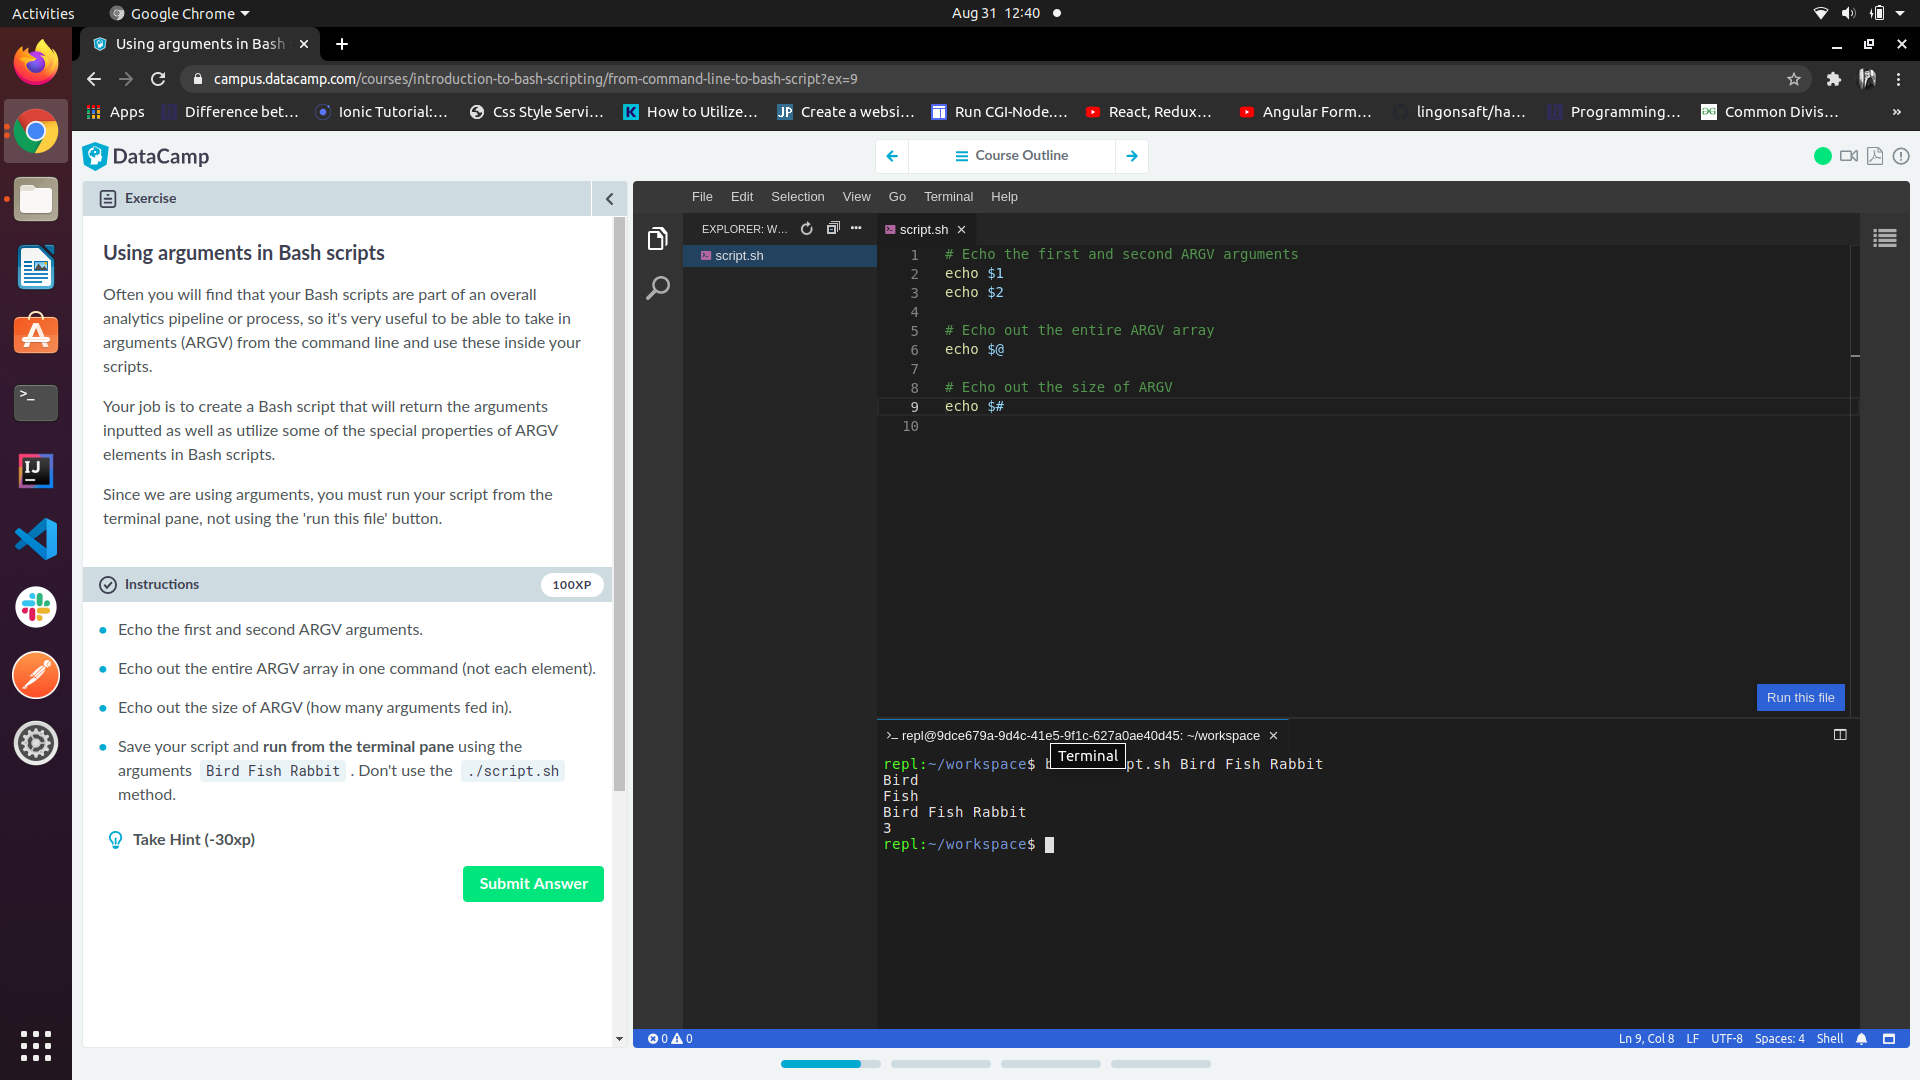 Activities
Google Chrome
Aug 31 12:40
Using arguments in Bash
campus.datacamp.com/courses/introduction-to-bash-scripting/from-command-line-to-bash-script?ex=9
Apps
Difference bet...
Ionic Tutorial:...
Css Style Servi...
How to Utilize...
JP
Create a websi...
Run CGI-Node....
React, Redux...
Angular Form...
lingonsaft/ha...
Programming...
Common Divis...
»
DataCamp
Course Outline
Exercise
Using arguments in Bash scripts
Often you will find that your Bash scripts are part of an overall
analytics pipeline or process, so it's very useful to be able to take in
arguments (ARGV) from the command line and use these inside your
scripts.
Your job is to create a Bash script that will return the arguments
inputted as well as utilize some of the special properties of ARGV
elements in Bash scripts.
Since we are using arguments, you must run your script from the
terminal pane, not using the 'run this file' button.
Instructions
100XP
Echo the first and second ARGV arguments.
Echo out the entire ARGV array in one command (not each element).
Echo out the size of ARGV (how many arguments fed in).
Save your script and run from the terminal pane using the
arguments Bird Fish Rabbit . Don't use the ./script.sh
method.
Take Hint (-30xp)
Submit Answer
File Edit Selection View Go Terminal Help
EXPLORER: W...
script.sh
script.sh
1 # Echo the first and second ARGV arguments
2 echo $1
3 echo $2
4
5 # Echo out the entire ARGV array
6 echo $@
7
8 # Echo out the size of ARGV
9 echo $#
10
Run this file
repl@9dce679a-9d4c-41e5-9f1c-627a0ae40d45: ~/workspace
Terminal
repl:~/workspace$ pt.sh Bird Fish Rabbit
Bird
Fish
Bird Fish Rabbit
3
repl:~/workspace$
0 0
Ln 9, Col 8 LF UTF-8 Spaces: 4 Shell
IJ